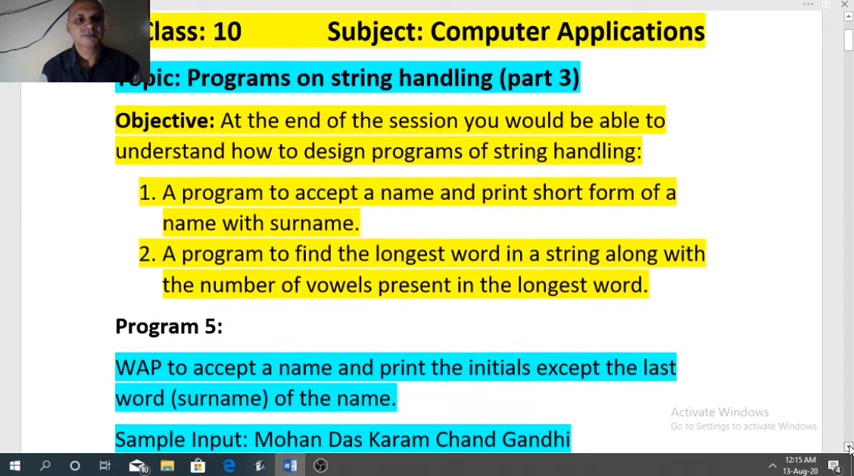 Class: 10 Subject: Computer Applications
Topic: Programs on string handling (part 3)
Objective: At the end of the session you would be able to
understand how to design programs of string handling:
1. A program to accept a name and print short form of a
name with surname.
2. A program to find the longest word in a string along with
the number of vowels present in the longest word.
Program 5:
WAP to accept a name and print the initials except the last
word (surname) of the name.
Sample Input: Mohan Das Karam Chand Gandhi
Activate Windows
Go to Settings to activate Windows.
12:15 AM
13-Aug-20